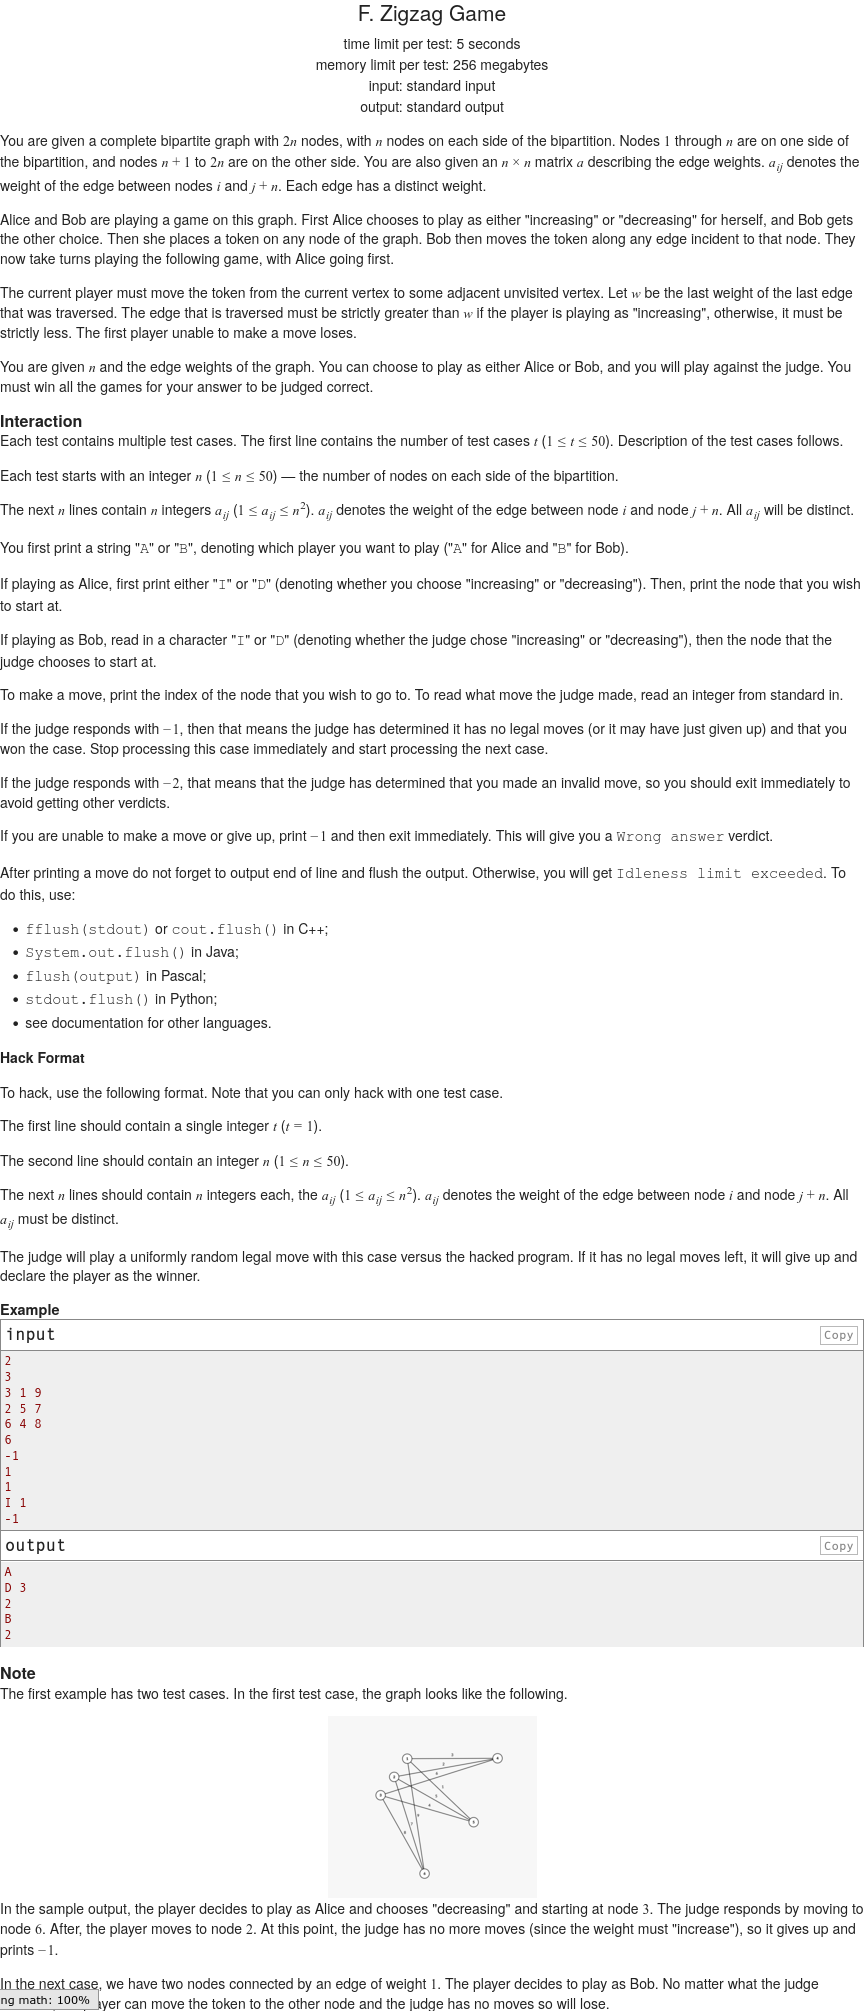 F. Zigzag Game
time limit per test: 5 seconds
memory limit per test: 256 megabytes
input: standard input
output: standard output
You are given a complete bipartite graph with 2n nodes, with n nodes on each side of the bipartition. Nodes 1 through n are on one side of
the bipartition, and nodes n + 1 to 2n are on the other side. You are also given an n × n matrix a describing the edge weights. a_ij denotes the
weight of the edge between nodes i and j + n. Each edge has a distinct weight.
Alice and Bob are playing a game on this graph. First Alice chooses to play as either "increasing" or "decreasing" for herself, and Bob gets
the other choice. Then she places a token on any node of the graph. Bob then moves the token along any edge incident to that node. They
now take turns playing the following game, with Alice going first.
The current player must move the token from the current vertex to some adjacent unvisited vertex. Let w be the last weight of the last edge
that was traversed. The edge that is traversed must be strictly greater than w if the player is playing as "increasing", otherwise, it must be
strictly less. The first player unable to make a move loses.
You are given n and the edge weights of the graph. You can choose to play as either Alice or Bob, and you will play against the judge. You
must win all the games for your answer to be judged correct.
Interaction
Each test contains multiple test cases. The first line contains the number of test cases t (1 ≤ t ≤ 50). Description of the test cases follows.
Each test starts with an integer n (1 ≤ n ≤ 50) — the number of nodes on each side of the bipartition.
The next n lines contain n integers a_ij (1 ≤ a_ij ≤ n²). a_ij denotes the weight of the edge between node i and node j + n. All a_ij will be distinct.
You first print a string "A" or "B", denoting which player you want to play ("A" for Alice and "B" for Bob).
If playing as Alice, first print either "I" or "D" (denoting whether you choose "increasing" or "decreasing"). Then, print the node that you wish
to start at.
If playing as Bob, read in a character "I" or "D" (denoting whether the judge chose "increasing" or "decreasing"), then the node that the
judge chooses to start at.
To make a move, print the index of the node that you wish to go to. To read what move the judge made, read an integer from standard in.
If the judge responds with −1, then that means the judge has determined it has no legal moves (or it may have just given up) and that you
won the case. Stop processing this case immediately and start processing the next case.
If the judge responds with −2, that means that the judge has determined that you made an invalid move, so you should exit immediately to
avoid getting other verdicts.
If you are unable to make a move or give up, print −1 and then exit immediately. This will give you a Wrong answer verdict.
After printing a move do not forget to output end of line and flush the output. Otherwise, you will get Idleness limit exceeded. To
do this, use:
• fflush(stdout) or cout.flush() in C++;
• System.out.flush() in Java;
• flush(output) in Pascal;
• stdout.flush() in Python;
• see documentation for other languages.
Hack Format
To hack, use the following format. Note that you can only hack with one test case.
The first line should contain a single integer t (t = 1).
The second line should contain an integer n (1 ≤ n ≤ 50).
The next n lines should contain n integers each, the a_ij (1 ≤ a_ij ≤ n²). a_ij denotes the weight of the edge between node i and node j + n. All
a_ij must be distinct.
The judge will play a uniformly random legal move with this case versus the hacked program. If it has no legal moves left, it will give up and
declare the player as the winner.
Example
input
Copy
2
3
3 1 9
2 5 7
6 4 8
6
-1
1
1
I 1
-1
output
Copy
A
D 3
2
B
2
Note
The first example has two test cases. In the first test case, the graph looks like the following.
In the sample output, the player decides to play as Alice and chooses "decreasing" and starting at node 3. The judge responds by moving to
node 6. After, the player moves to node 2. At this point, the judge has no more moves (since the weight must "increase"), so it gives up and
prints −1.
In the next case, we have two nodes connected by an edge of weight 1. The player decides to play as Bob. No matter what the judge
ng math: 100%
ayer can move the token to the other node and the judge has no moves so will lose.